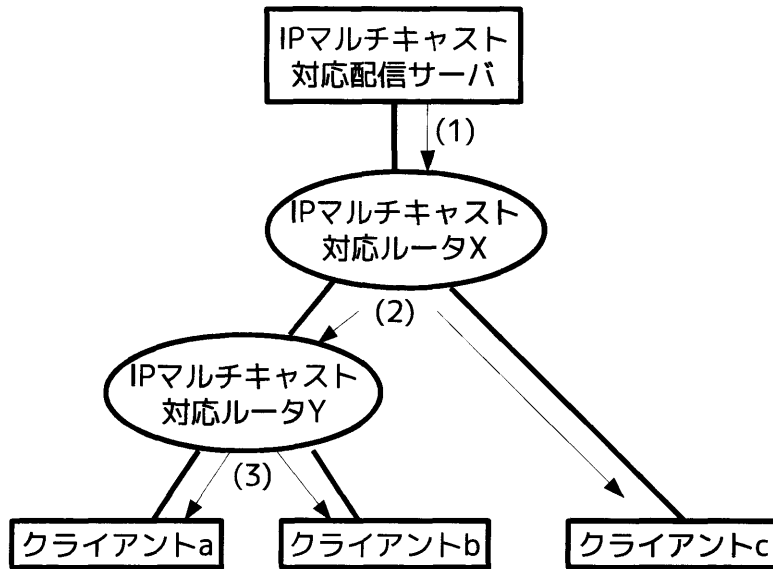 IPマルチキャスト
対応配信サーバ
(1)
IPマルチキャスト
対応ルータX
(2)
IPマルチキャスト
対応ルータY
(3)
クライアントa
クライアントb
クライアントc